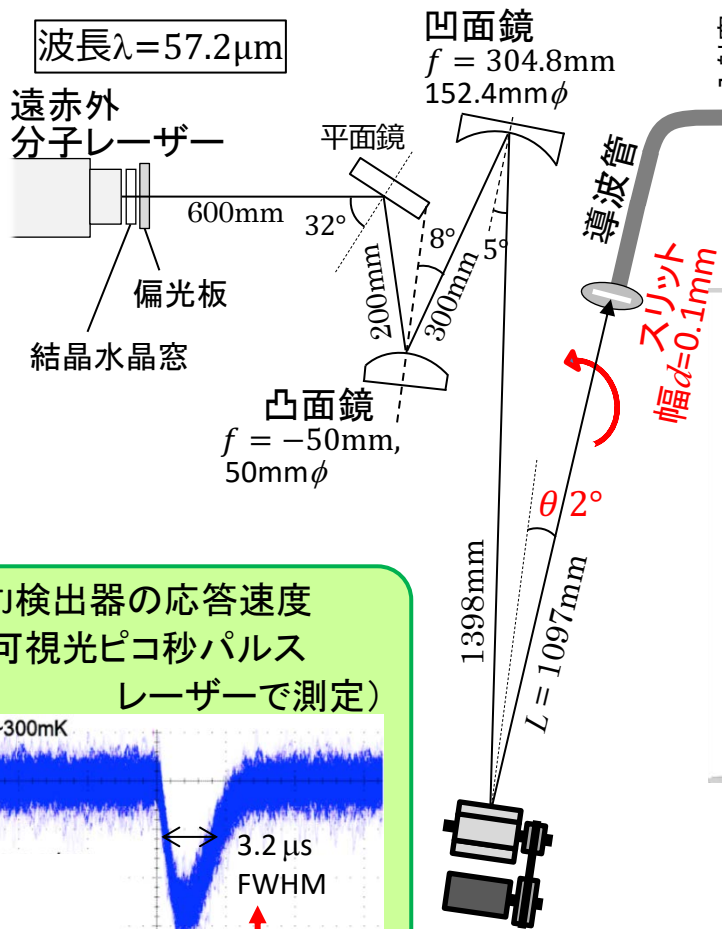 波長λ=57.2μm
遠赤外
分子レーザー
600mm
32°
偏光板
結晶水晶窓
平面鏡
200mm
8°
300mm
凸面鏡
f = −50mm,
50mmϕ
凹面鏡
f = 304.8mm
152.4mmϕ
5°
1398mm
導波管
スリット
幅d=0.1mm
θ 2°
L = 1097mm
検出器の応答速度
可視光ピコ秒パルス
レーザーで測定）
300mK
3.2 μs
FWHM